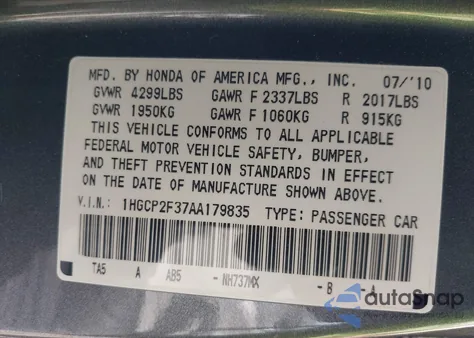 MFD. BY HONDA OF AMERICA MFG., INC. 07/'10
GVWR 4299LBS GAWR F 2337LBS R 2017LBS
GVWR 1950KG GAWR F 1060KG R 915KG
THIS VEHICLE CONFORMS TO ALL APPLICABLE
FEDERAL MOTOR VEHICLE SAFETY, BUMPER,
AND THEFT PREVENTION STANDARDS IN EFFECT
ON THE DATE OF MANUFACTURE SHOWN ABOVE.
V.I.N.: 1HGCP2F37AA179835 TYPE: PASSENGER CAR
TA5 A AB5 -NH737MX -B -A
autosnap